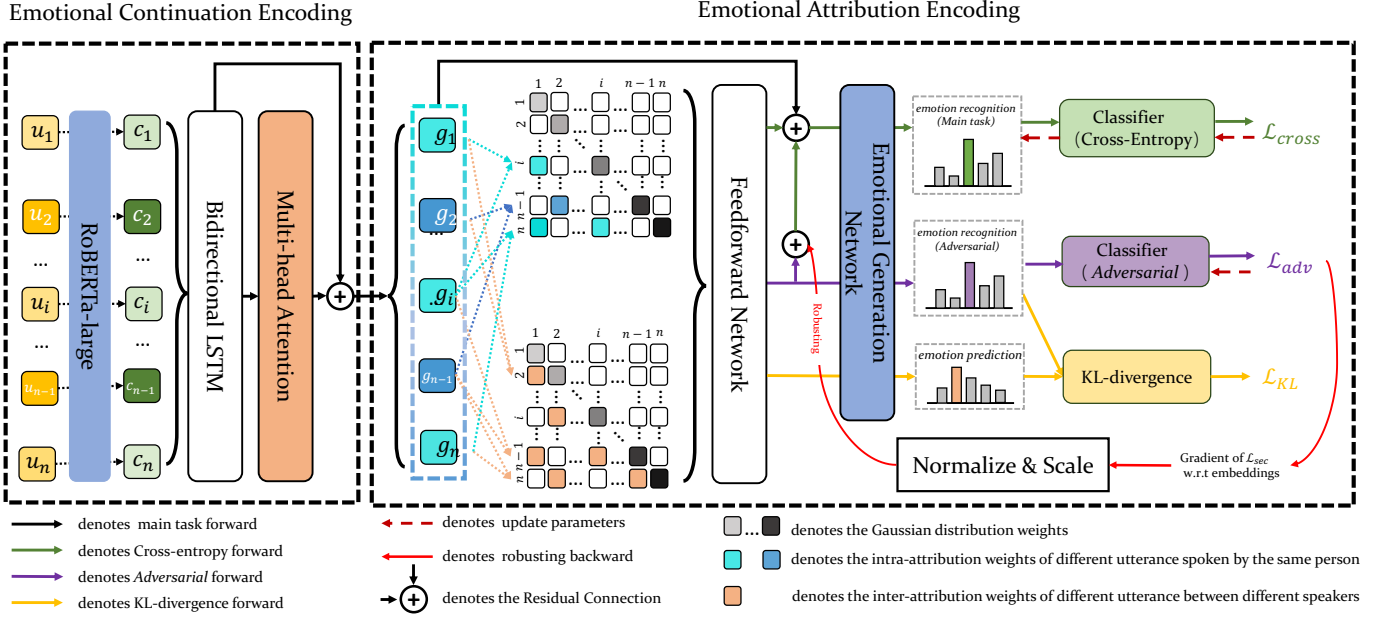 Emotional Continuation Encoding
Emotional Attribution Encoding
u1
u2
...
ui
...
un−1
un
RoBERTa-large
c1
c2
...
ci
...
cn−1
cn
Bidirectional LSTM
Multi-head Attention
g1
g2
...
.gi
gn−1
gn
1 2 i n − 1 n
1
2
i
n − 1
n
1 2 i n − 1 n
1
2
i
n − 1
n
Feedforward Network
Robusting
Emotional Generation
Network
emotion recognition
(Main task)
Classifier
(Cross-Entropy)
ℒcross
emotion recognition
(Adversarial)
Classifier
(Adversarial)
ℒadv
emotion prediction
KL-divergence
ℒKL
Normalize & Scale
Gradient of ℒsec
w.r.t embeddings
denotes main task forward
denotes Cross-entropy forward
denotes Adversarial forward
denotes KL-divergence forward
denotes update parameters
denotes robusting backward
denotes the Residual Connection
... denotes the Gaussian distribution weights
denotes the intra-attribution weights of different utterance spoken by the same person
denotes the inter-attribution weights of different utterance between different speakers